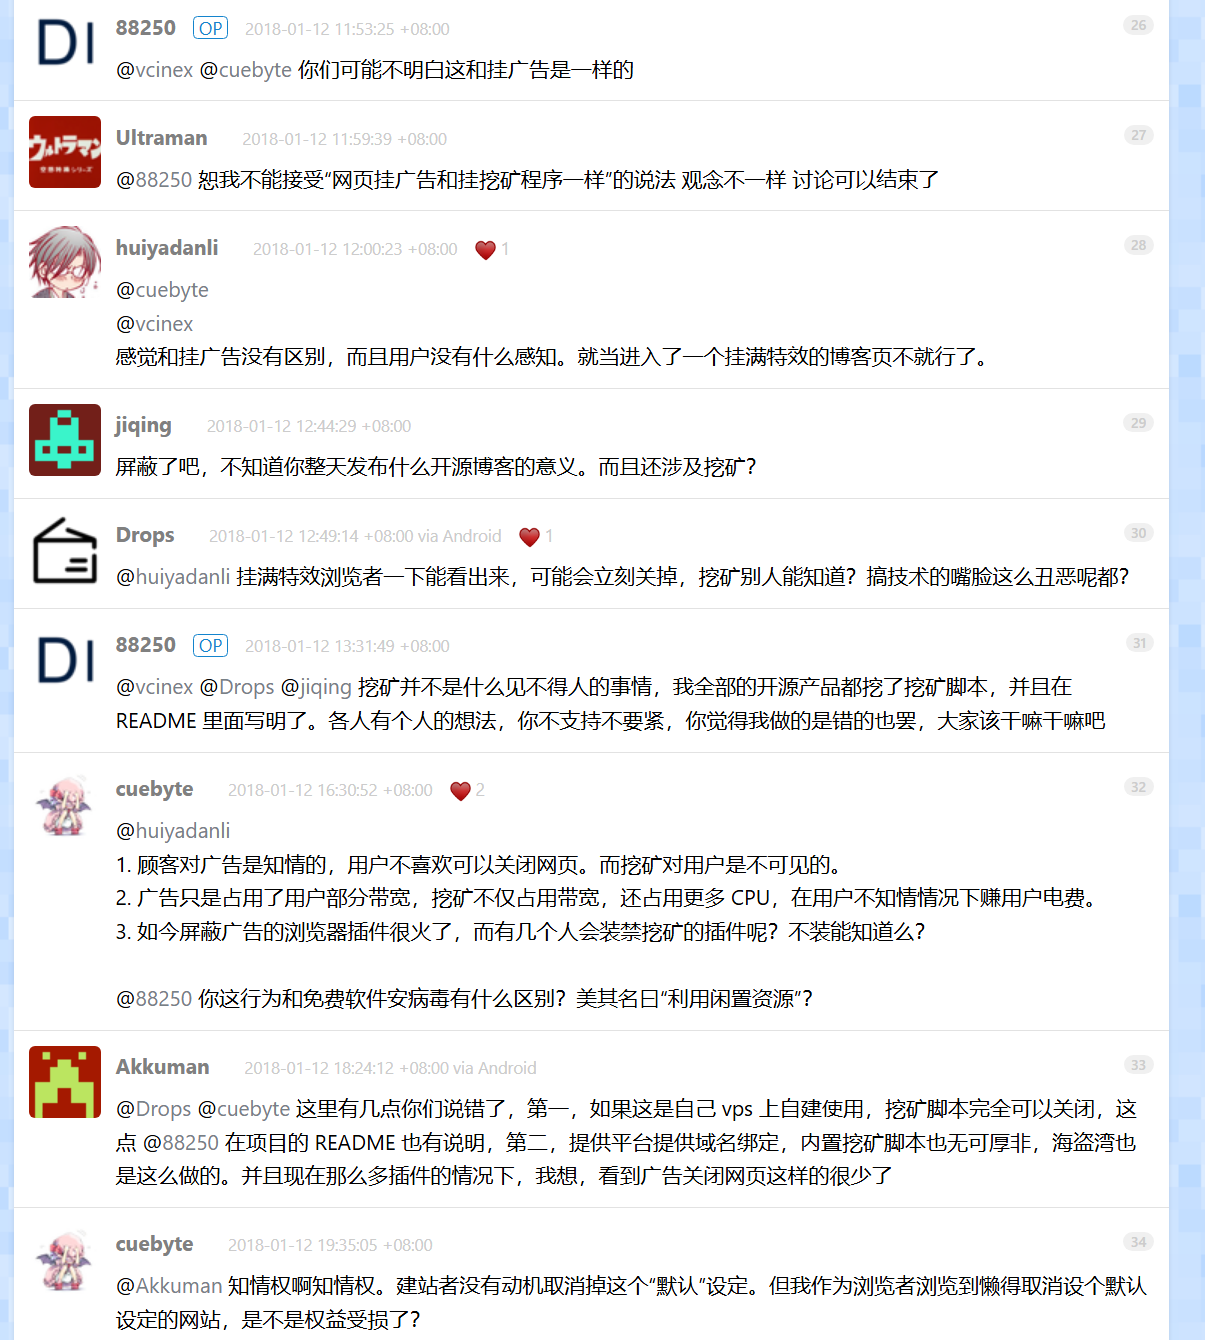 DI
88250 OP 2018-01-12 11:53:25 +08:00 26
@vcinex @cuebyte 你们可能不明白这和挂广告是一样的
ウルトラマン
空想特撮シリーズ
Ultraman 2018-01-12 11:59:39 +08:00 27
@88250 恕我不能接受“网页挂广告和挂挖矿程序一样”的说法 观念不一样 讨论可以结束了
huiyadanli 2018-01-12 12:00:23 +08:00 1 28
@cuebyte
@vcinex
感觉和挂广告没有区别，而且用户没有什么感知。就当进入了一个挂满特效的博客页不就行了。
jiqing 2018-01-12 12:44:29 +08:00 29
屏蔽了吧，不知道你整天发布什么开源博客的意义。而且还涉及挖矿？
Drops 2018-01-12 12:49:14 +08:00 via Android 1 30
@huiyadanli 挂满特效浏览者一下能看出来，可能会立刻关掉，挖矿别人能知道？搞技术的嘴脸这么丑恶呢都？
DI
88250 OP 2018-01-12 13:31:49 +08:00 31
@vcinex @Drops @jiqing 挖矿并不是什么见不得人的事情，我全部的开源产品都挖了挖矿脚本，并且在
README 里面写明了。各人有个人的想法，你不支持不要紧，你觉得我做的是错的也罢，大家该干嘛干嘛吧
cuebyte 2018-01-12 16:30:52 +08:00 2 32
@huiyadanli
1. 顾客对广告是知情的，用户不喜欢可以关闭网页。而挖矿对用户是不可见的。
2. 广告只是占用了用户部分带宽，挖矿不仅占用带宽，还占用更多 CPU，在用户不知情情况下赚用户电费。
3. 如今屏蔽广告的浏览器插件很火了，而有几个人会装禁挖矿的插件呢？不装能知道么？
@88250 你这行为和免费软件安病毒有什么区别？美其名曰“利用闲置资源”？
Akkuman 2018-01-12 18:24:12 +08:00 via Android 33
@Drops @cuebyte 这里有几点你们说错了，第一，如果这是自己 vps 上自建使用，挖矿脚本完全可以关闭，这
点 @88250 在项目的 README 也有说明，第二，提供平台提供域名绑定，内置挖矿脚本也无可厚非，海盗湾也
是这么做的。并且现在那么多插件的情况下，我想，看到广告关闭网页这样的很少了
cuebyte 2018-01-12 19:35:05 +08:00 34
@Akkuman 知情权啊知情权。建站者没有动机取消掉这个“默认”设定。但我作为浏览者浏览到懒得取消设个默认
设定的网站，是不是权益受损了？